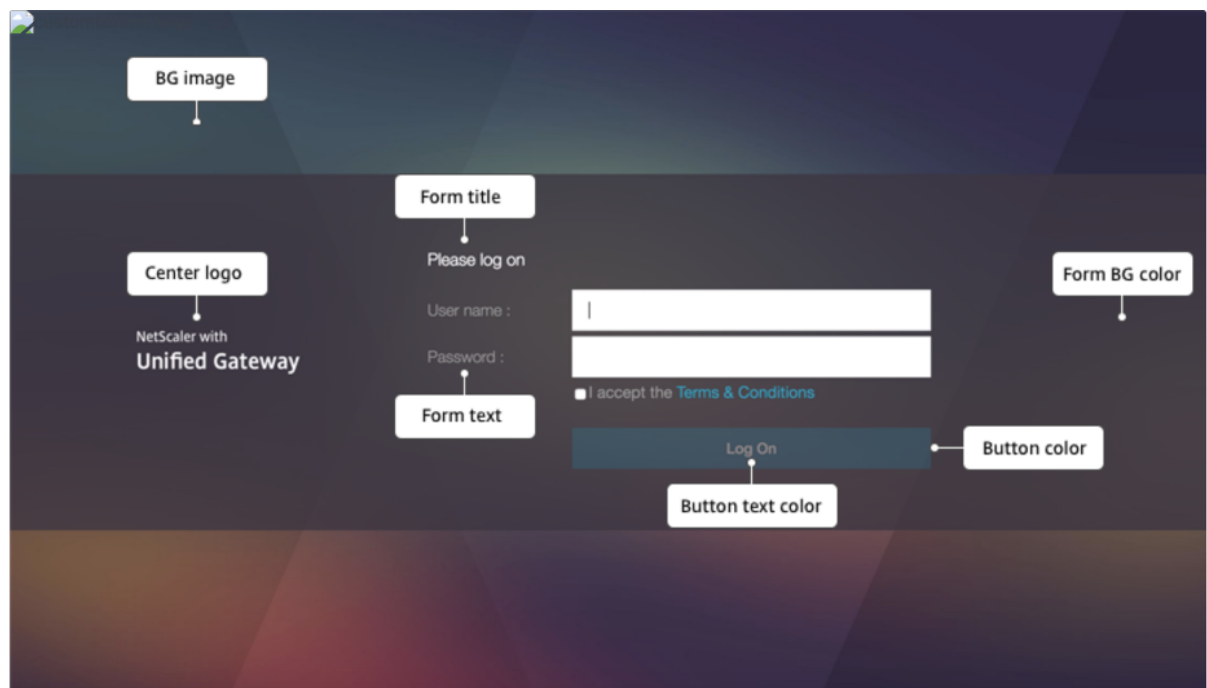 BG image
Form title
Please log on
Center logo
Form BG color
NetScaler with
Unified Gateway
User name :
Password :
I accept the Terms & Conditions
Form text
Log On
Button color
Button text color